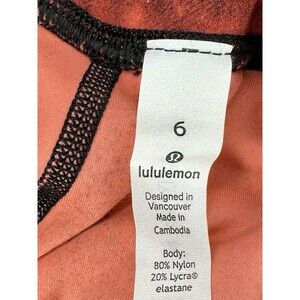 6
lululemon
Designed in
Vancouver
Made in
Cambodia
Body:
80% Nylon
20% Lycra®
elastane